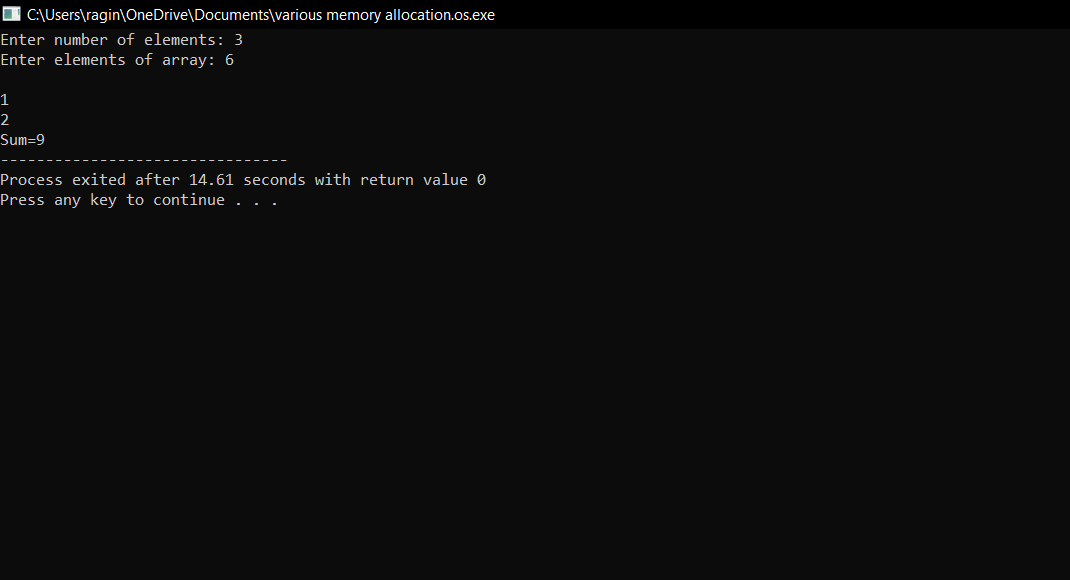 C:\Users\ragin\OneDrive\Documents\various memory allocation.os.exe
Enter number of elements: 3
Enter elements of array: 6
1
2
Sum=9
--------------------------------
Process exited after 14.61 seconds with return value 0
Press any key to continue . . .